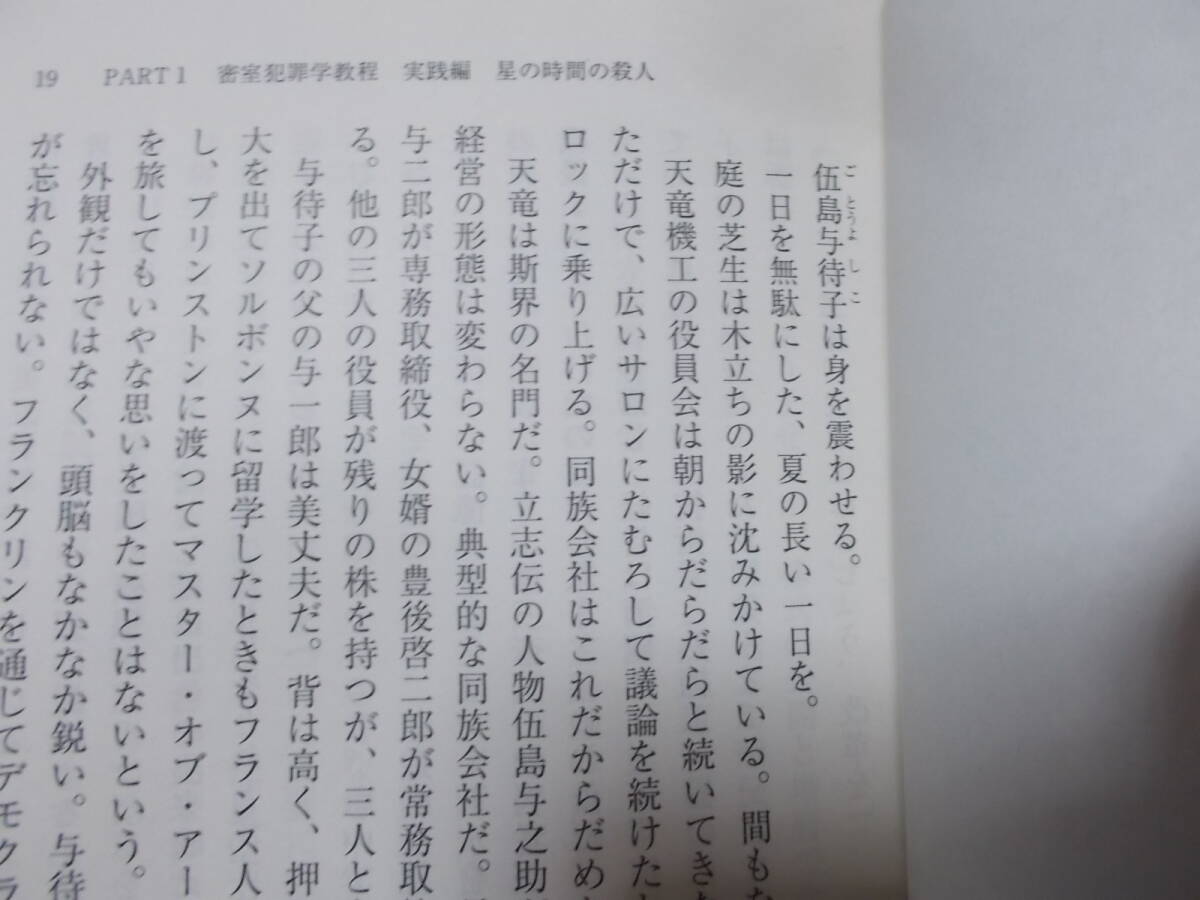 19 PART1 密室犯罪学教程 実践編 星の時間の殺人
伍島与待子は身を震わせる。
ごとうよしこ
一日を無駄にした、夏の長い一日を。
庭の芝生は木立ちの影に沈みかけている。間もな
天竜機工の役員会は朝からだらだらと続いてき
ただけで、広いサロンにたむろして議論を続けた
ロックに乗り上げる。同族会社はこれだからだめ
天竜は斯界の名門だ。立志伝の人物伍島与之助
経営の形態は変わらない。典型的な同族会社だ。
与二郎が専務取締役、女婿の豊後啓二郎が常務取
る。他の三人の役員が残りの株を持つが、三人と
与待子の父の与一郎は美丈夫だ。背は高く、押
大を出てソルボンヌに留学したときもフランス人
し、プリンストンに渡ってマスター・オブ・アー
を旅してもいやな思いをしたことはないという。
外観だけではなく、頭脳もなかなか鋭い。与待
が忘れられない。フランクリンを通じてデモクラ